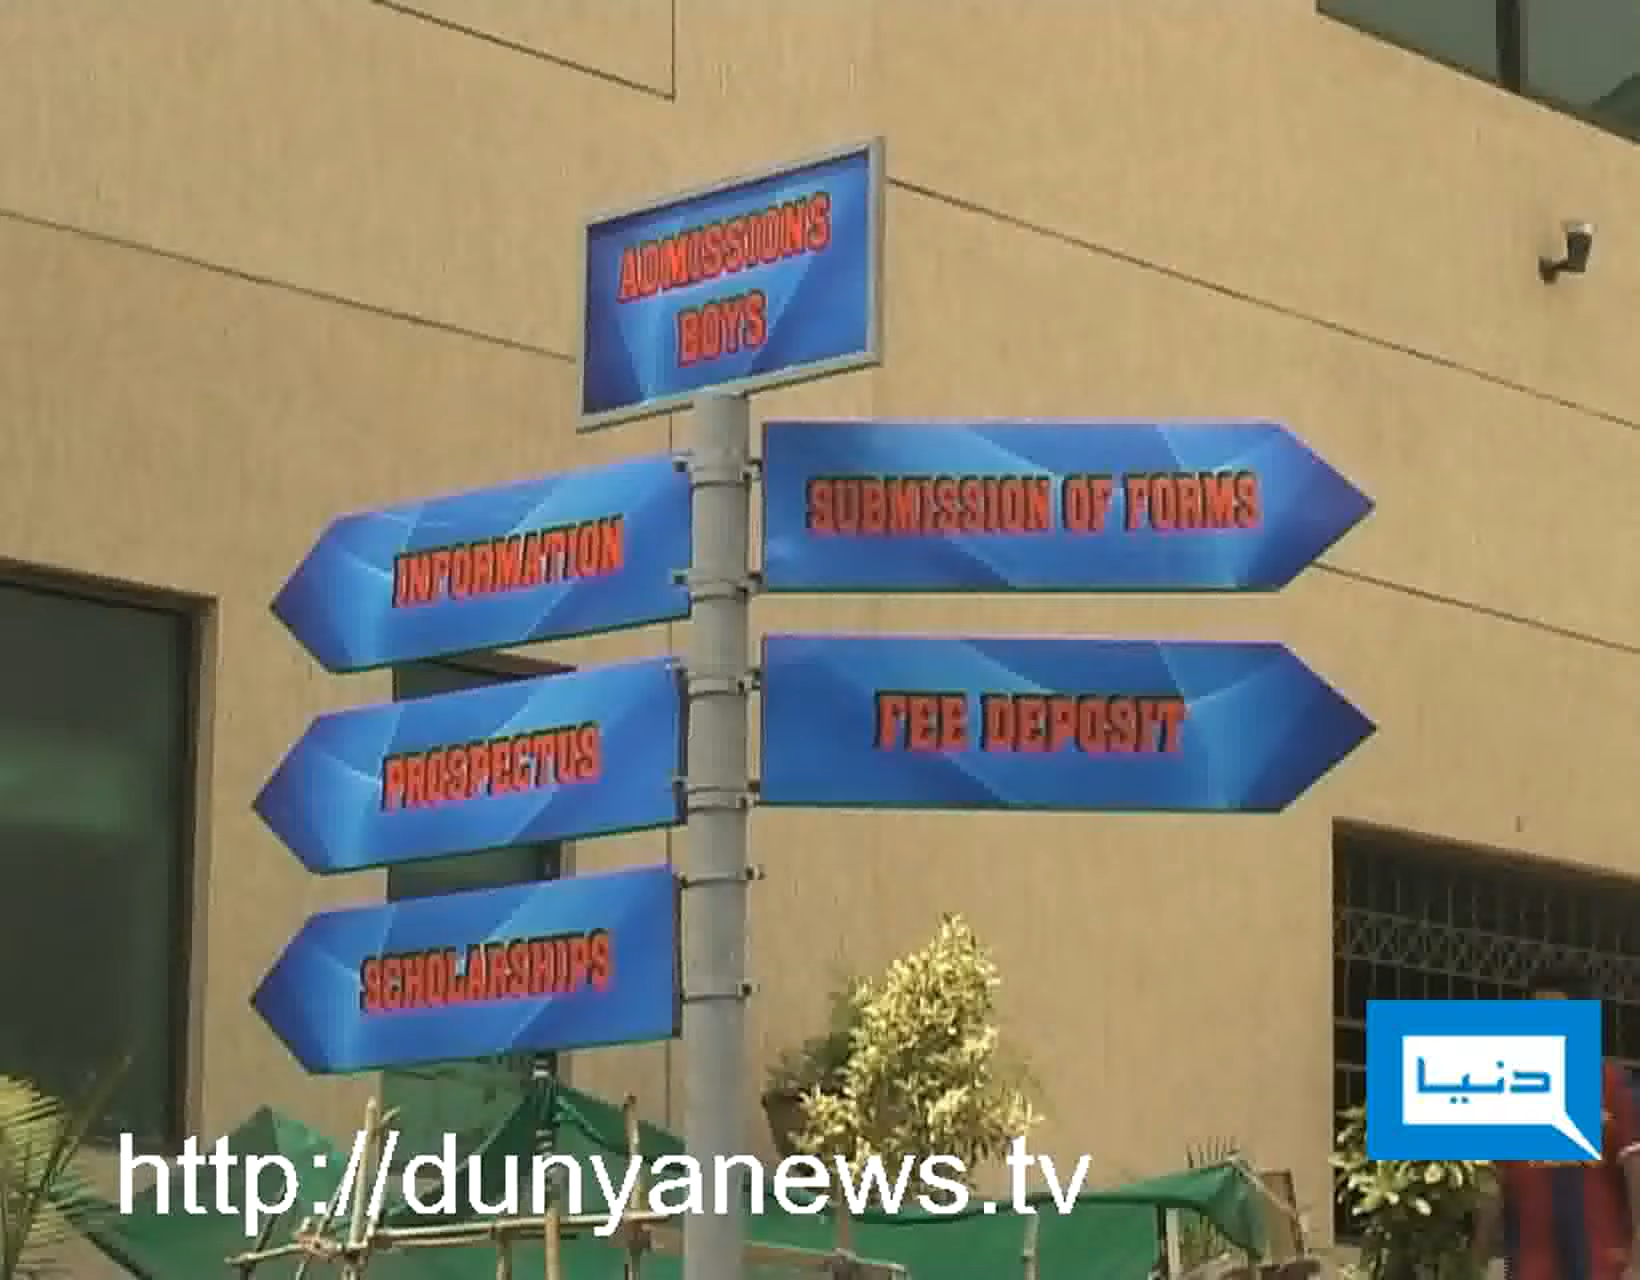 ADMISSIONS
BOYS
INFORMATION
SUBMISSION OF FORMS
PROSPECTUS
FEE DEPOSIT
SCHOLARSHIPS
دنیا
http://dunyanews.tv